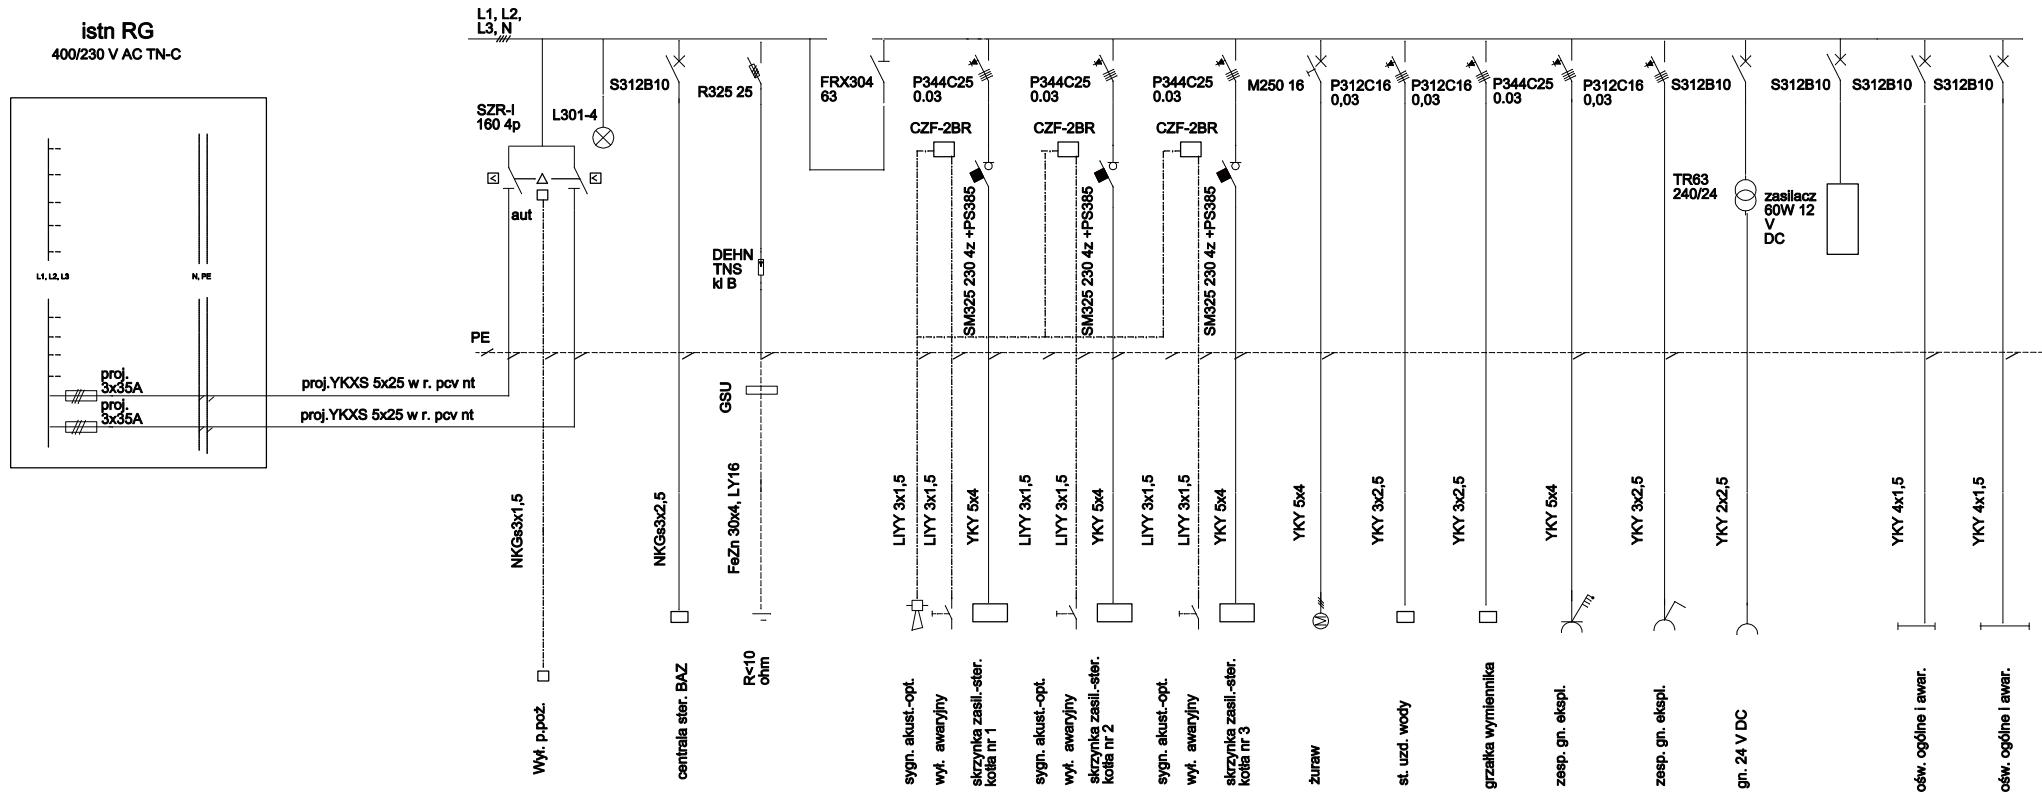 istn RG
400/230 V AC TN-C
L1, L2, L3
N, PE
proj.
3x35A
proj.
3x35A
proj.YKXS 5x25 w r. pcv nt
proj.YKXS 5x25 w r. pcv nt
L1, L2,
L3, N
PE
SZR-I
160 4p
L301-4
aut
S312B10
R325 25
DEHN
TNS
kl B
GSU
FRX304
63
P344C25
0.03
P344C25
0.03
P344C25
0.03
M250 16
P312C16
0,03
P312C16
0,03
P344C25
0.03
P312C16
0,03
S312B10
S312B10
S312B10
S312B10
CZF-2BR
CZF-2BR
CZF-2BR
SM325 230 4z +PS385
SM325 230 4z +PS385
SM325 230 4z +PS385
TR63
240/24
zasilacz
60W 12
V
DC
NKGs3x1,5
NKGs3x2,5
FeZn 30x4, LY16
LIYY 3x1,5
LIYY 3x1,5
YKY 5x4
LIYY 3x1,5
LIYY 3x1,5
YKY 5x4
LIYY 3x1,5
LIYY 3x1,5
YKY 5x4
YKY 5x4
YKY 3x2,5
YKY 3x2,5
YKY 5x4
YKY 3x2,5
YKY 2x2,5
YKY 4x1,5
YKY 4x1,5
M
Wył. p.poż.
centrala ster. BAZ
R<10
ohm
sygn. akust.-opt.
wył. awaryjny
skrzynka zasil.-ster.
kotła nr 1
sygn. akust.-opt.
wył. awaryjny
skrzynka zasil.-ster.
kotła nr 2
sygn. akust.-opt.
wył. awaryjny
skrzynka zasil.-ster.
kotła nr 3
żuraw
st. uzd. wody
grzałka wymiennika
zesp. gn. ekspl.
zesp. gn. ekspl.
gn. 24 V DC
ośw. ogólne i awar.
ośw. ogólne i awar.